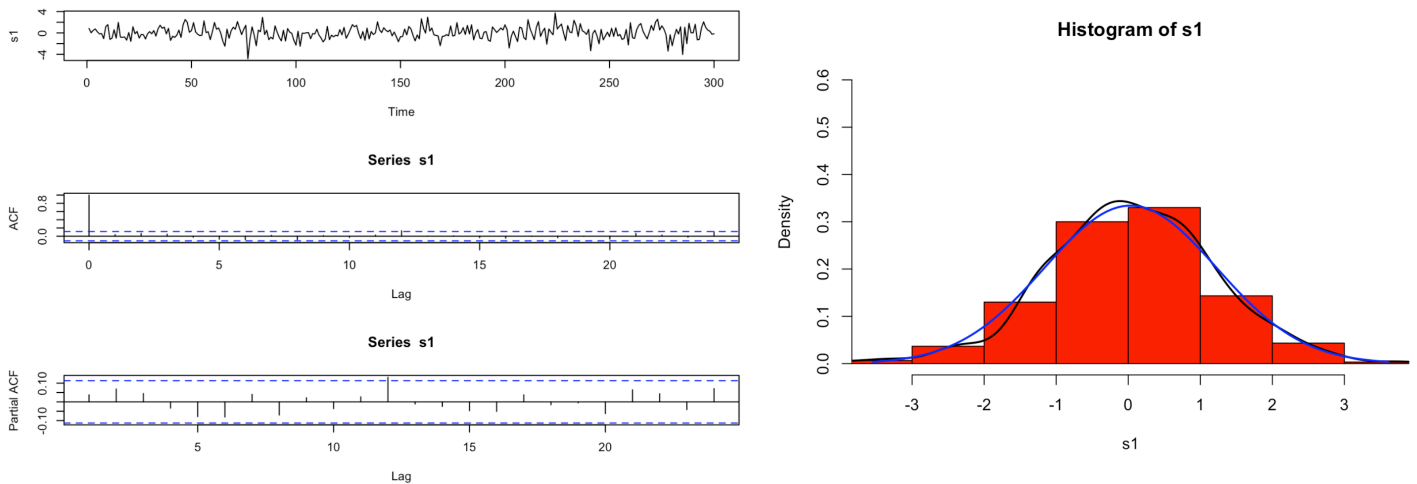 s1
4
0
-4
0 50 100 150 200 250 300
Time
Series s1
ACF
0.8
0.0
0 5 10 15 20
Lag
Series s1
Partial ACF
0.10
-0.10
5 10 15 20
Lag
Histogram of s1
Density
0.6
0.5
0.4
0.3
0.2
0.1
0.0
-3 -2 -1 0 1 2 3
s1